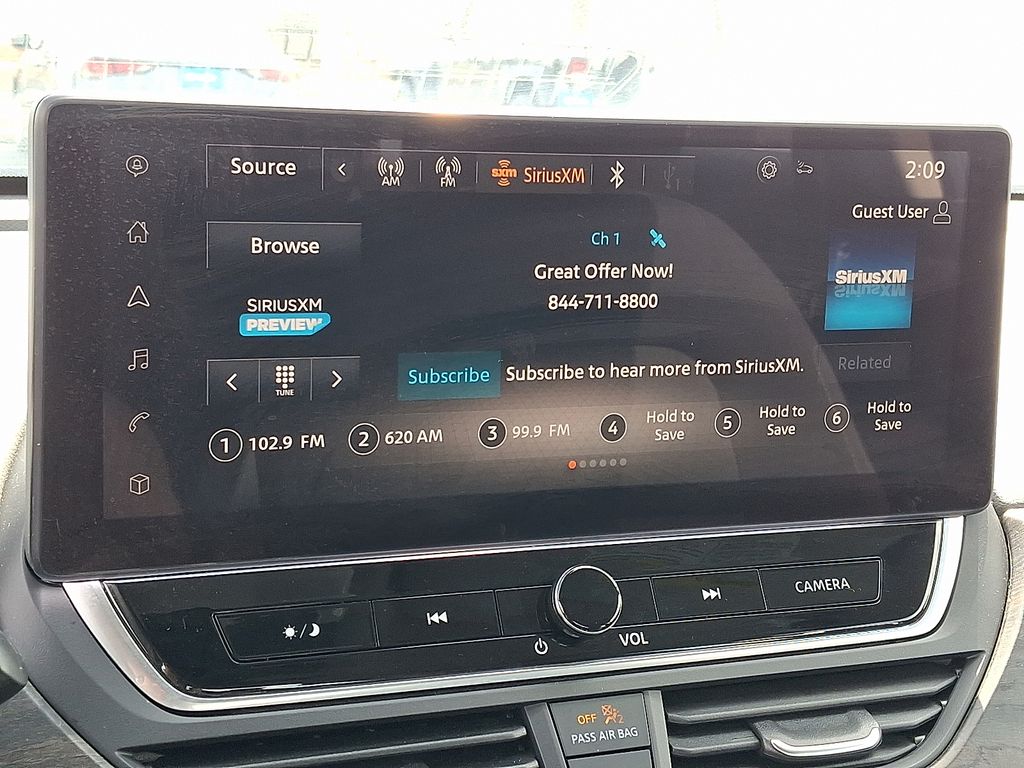 Source
AM
FM
sxm SiriusXM
2:09
Guest User
Browse
Ch 1
Great Offer Now!
844-711-8800
SiriusXM
SIRIUSXM
PREVIEW
TUNE
Subscribe Subscribe to hear more from SiriusXM.
Related
1 102.9 FM 2 620 AM 3 99.9 FM 4 Hold to Save 5 Hold to Save 6 Hold to Save
CAMERA
VOL
OFF 2
PASS AIR BAG